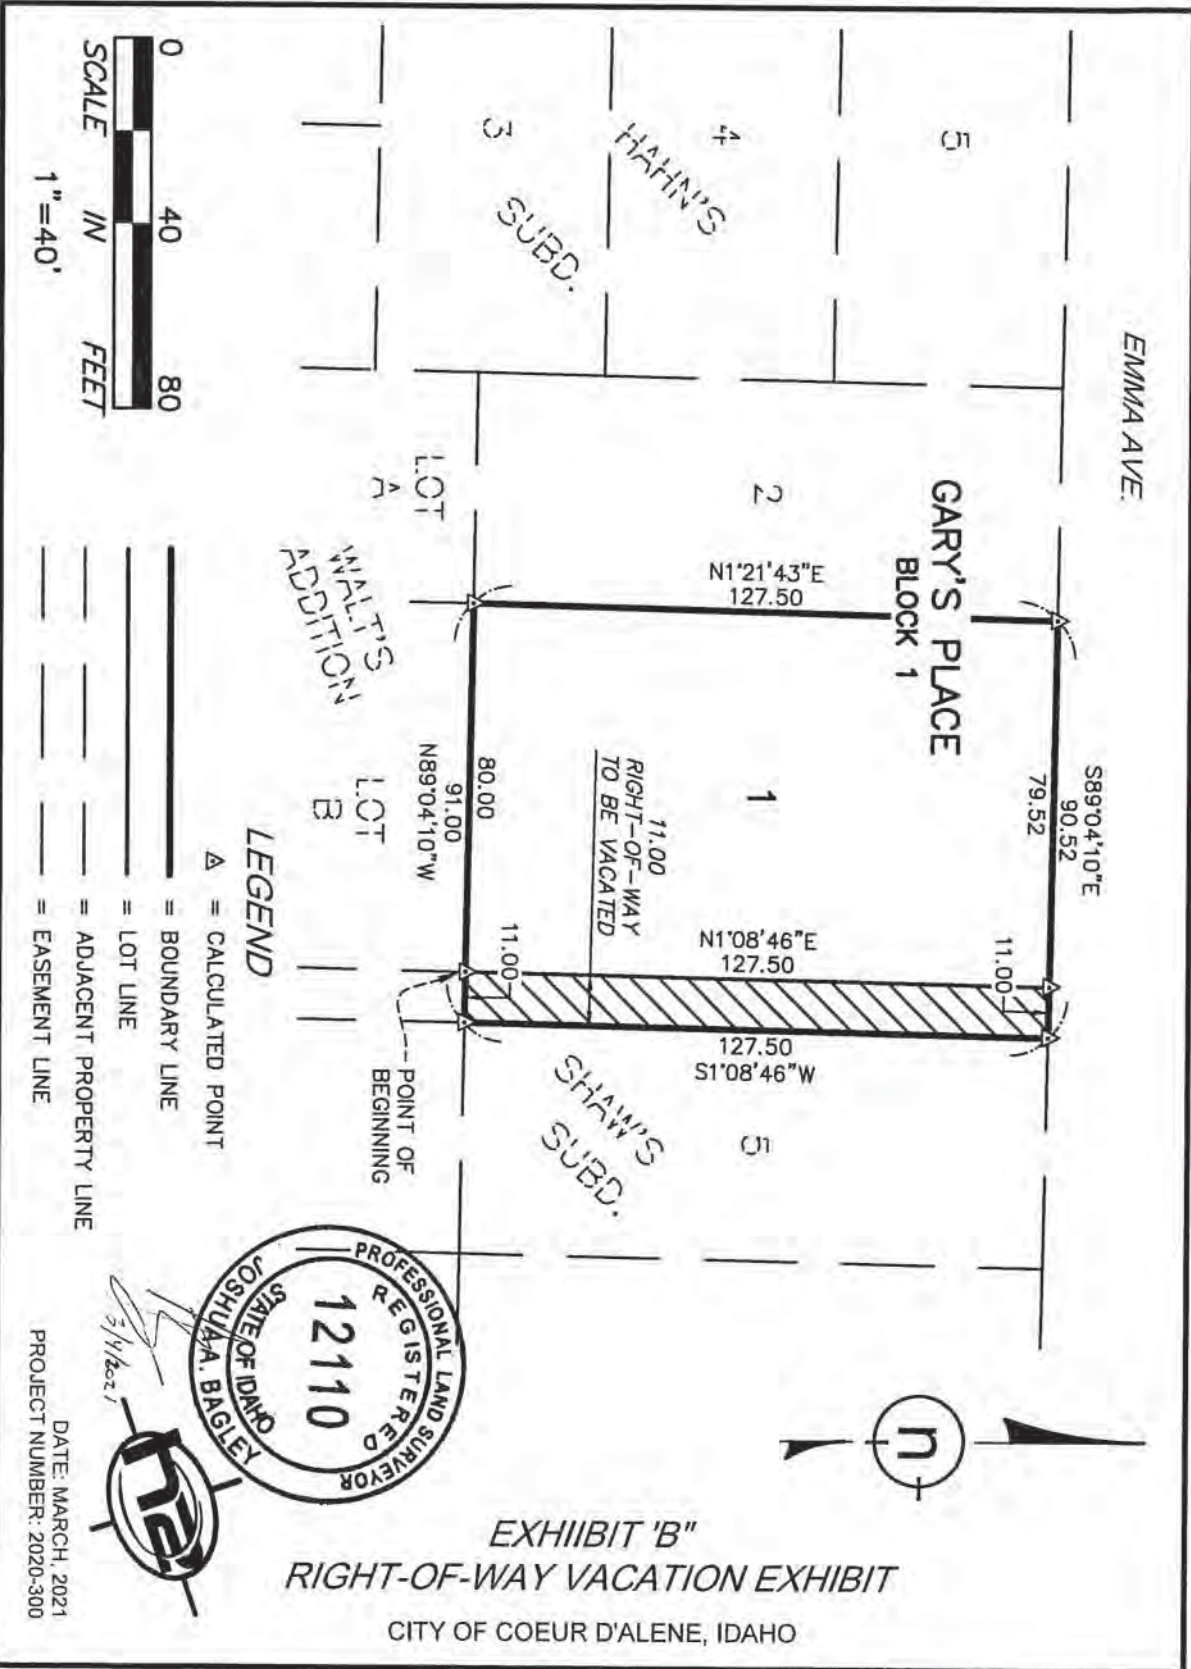 EMMA AVE.
S89°04'10"E
90.52
79.52
5
4
3
HAHN'S
SUBD.
GARY'S PLACE
BLOCK 1
2
N1°21'43"E
127.50
1
11.00
RIGHT-OF-WAY
TO BE VACATED
N1°08'46"E
127.50
11.00
11.00
127.50
S1°08'46"W
5
SHAW'S
SUBD.
80.00
91.00
N89°04'10"W
LOT
A
WALT'S
ADDITION
LOT
B
POINT OF
BEGINNING
0 40 80
SCALE IN FEET
1"=40'
LEGEND
= CALCULATED POINT
= BOUNDARY LINE
= LOT LINE
= ADJACENT PROPERTY LINE
= EASEMENT LINE
PROFESSIONAL LAND SURVEYOR
REGISTERED
12110
STATE OF IDAHO
JOSHUA A. BAGLEY
3/4/2021
n
EXHIIBIT 'B"
RIGHT-OF-WAY VACATION EXHIBIT
CITY OF COEUR D'ALENE, IDAHO
DATE: MARCH, 2021
PROJECT NUMBER: 2020-300